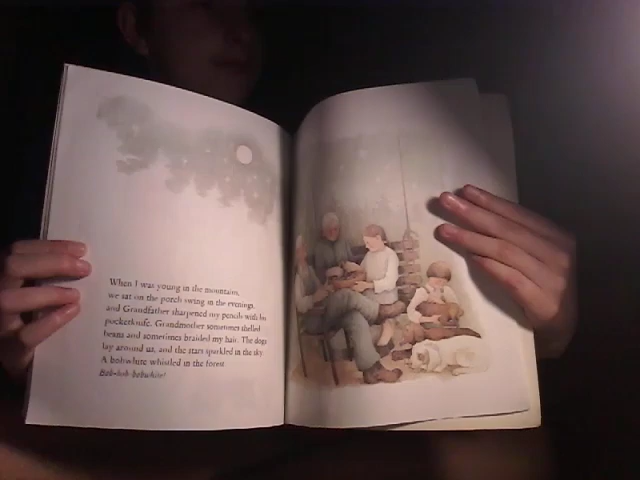 When I was young in the mountains,
we sat on the porch swing in the evenings,
and Grandfather sharpened my pencils with his
pocketknife. Grandmother sometimes shelled
beans and sometimes braided my hair. The dogs
lay around us, and the stars sparkled in the sky.
A bobwhite whistled in the forest.
Bob-bob-bobwhite!